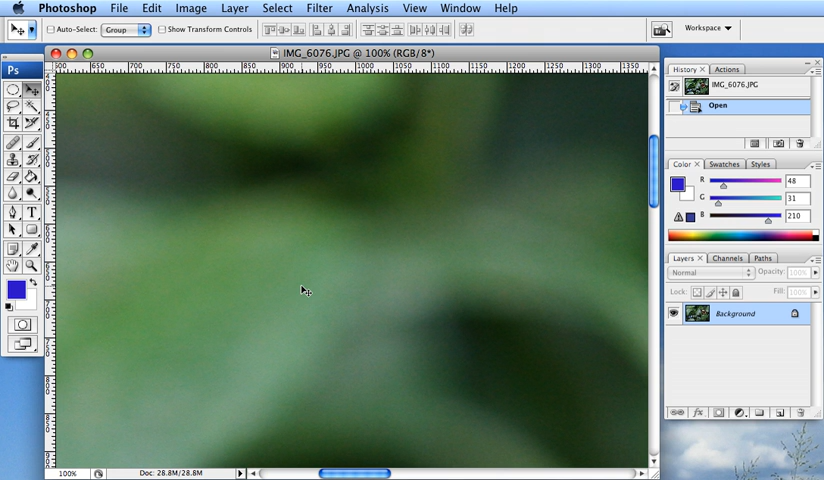 Photoshop File Edit Image Layer Select Filter Analysis View Window Help
Auto-Select: Group Show Transform Controls Workspace
IMG_6076.JPG @ 100% (RGB/8*)
Ps
650 700 750 800 850 900 950 1000 1050 1100 1150 1200 1250 1300 1350
History Actions
IMG_6076.JPG
Open
Color Swatches Styles
R 48
G 31
B 210
Layers Channels Paths
Normal Opacity: 100%
Lock: Fill: 100%
Background
100% Doc: 28.8M/28.8M